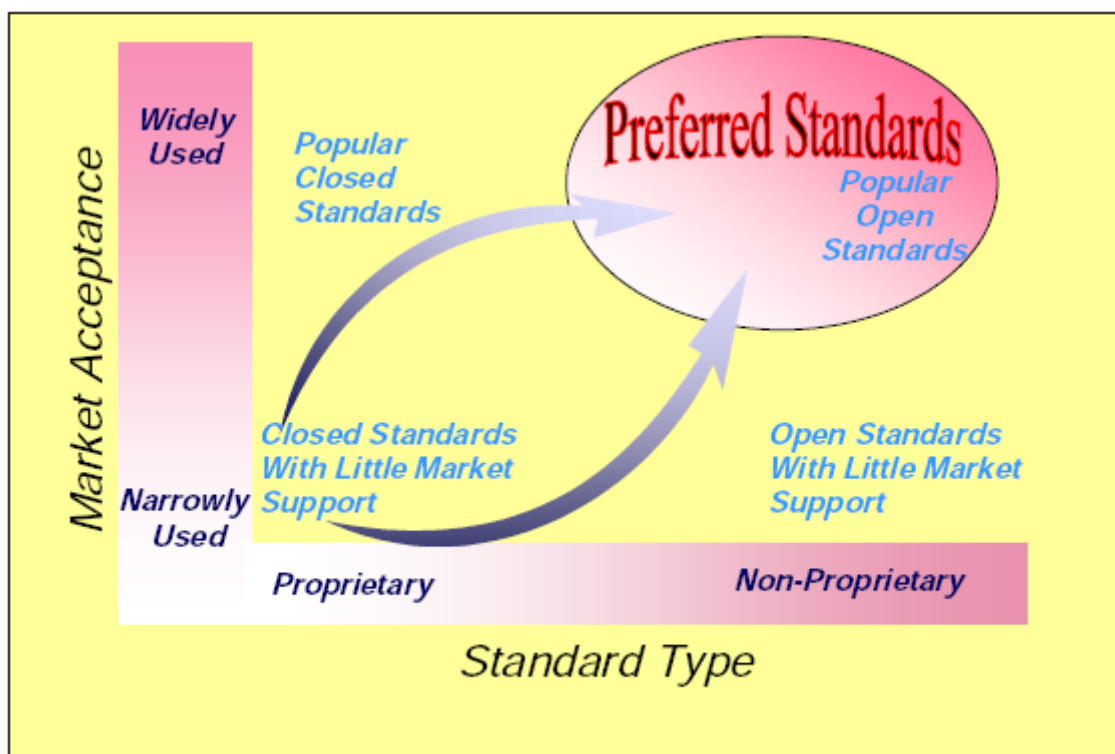 Market Acceptance
Widely
Used
Narrowly
Used
Popular
Closed
Standards
Preferred Standards
Popular
Open
Standards
Closed Standards
With Little Market
Support
Open Standards
With Little Market
Support
Proprietary
Non-Proprietary
Standard Type